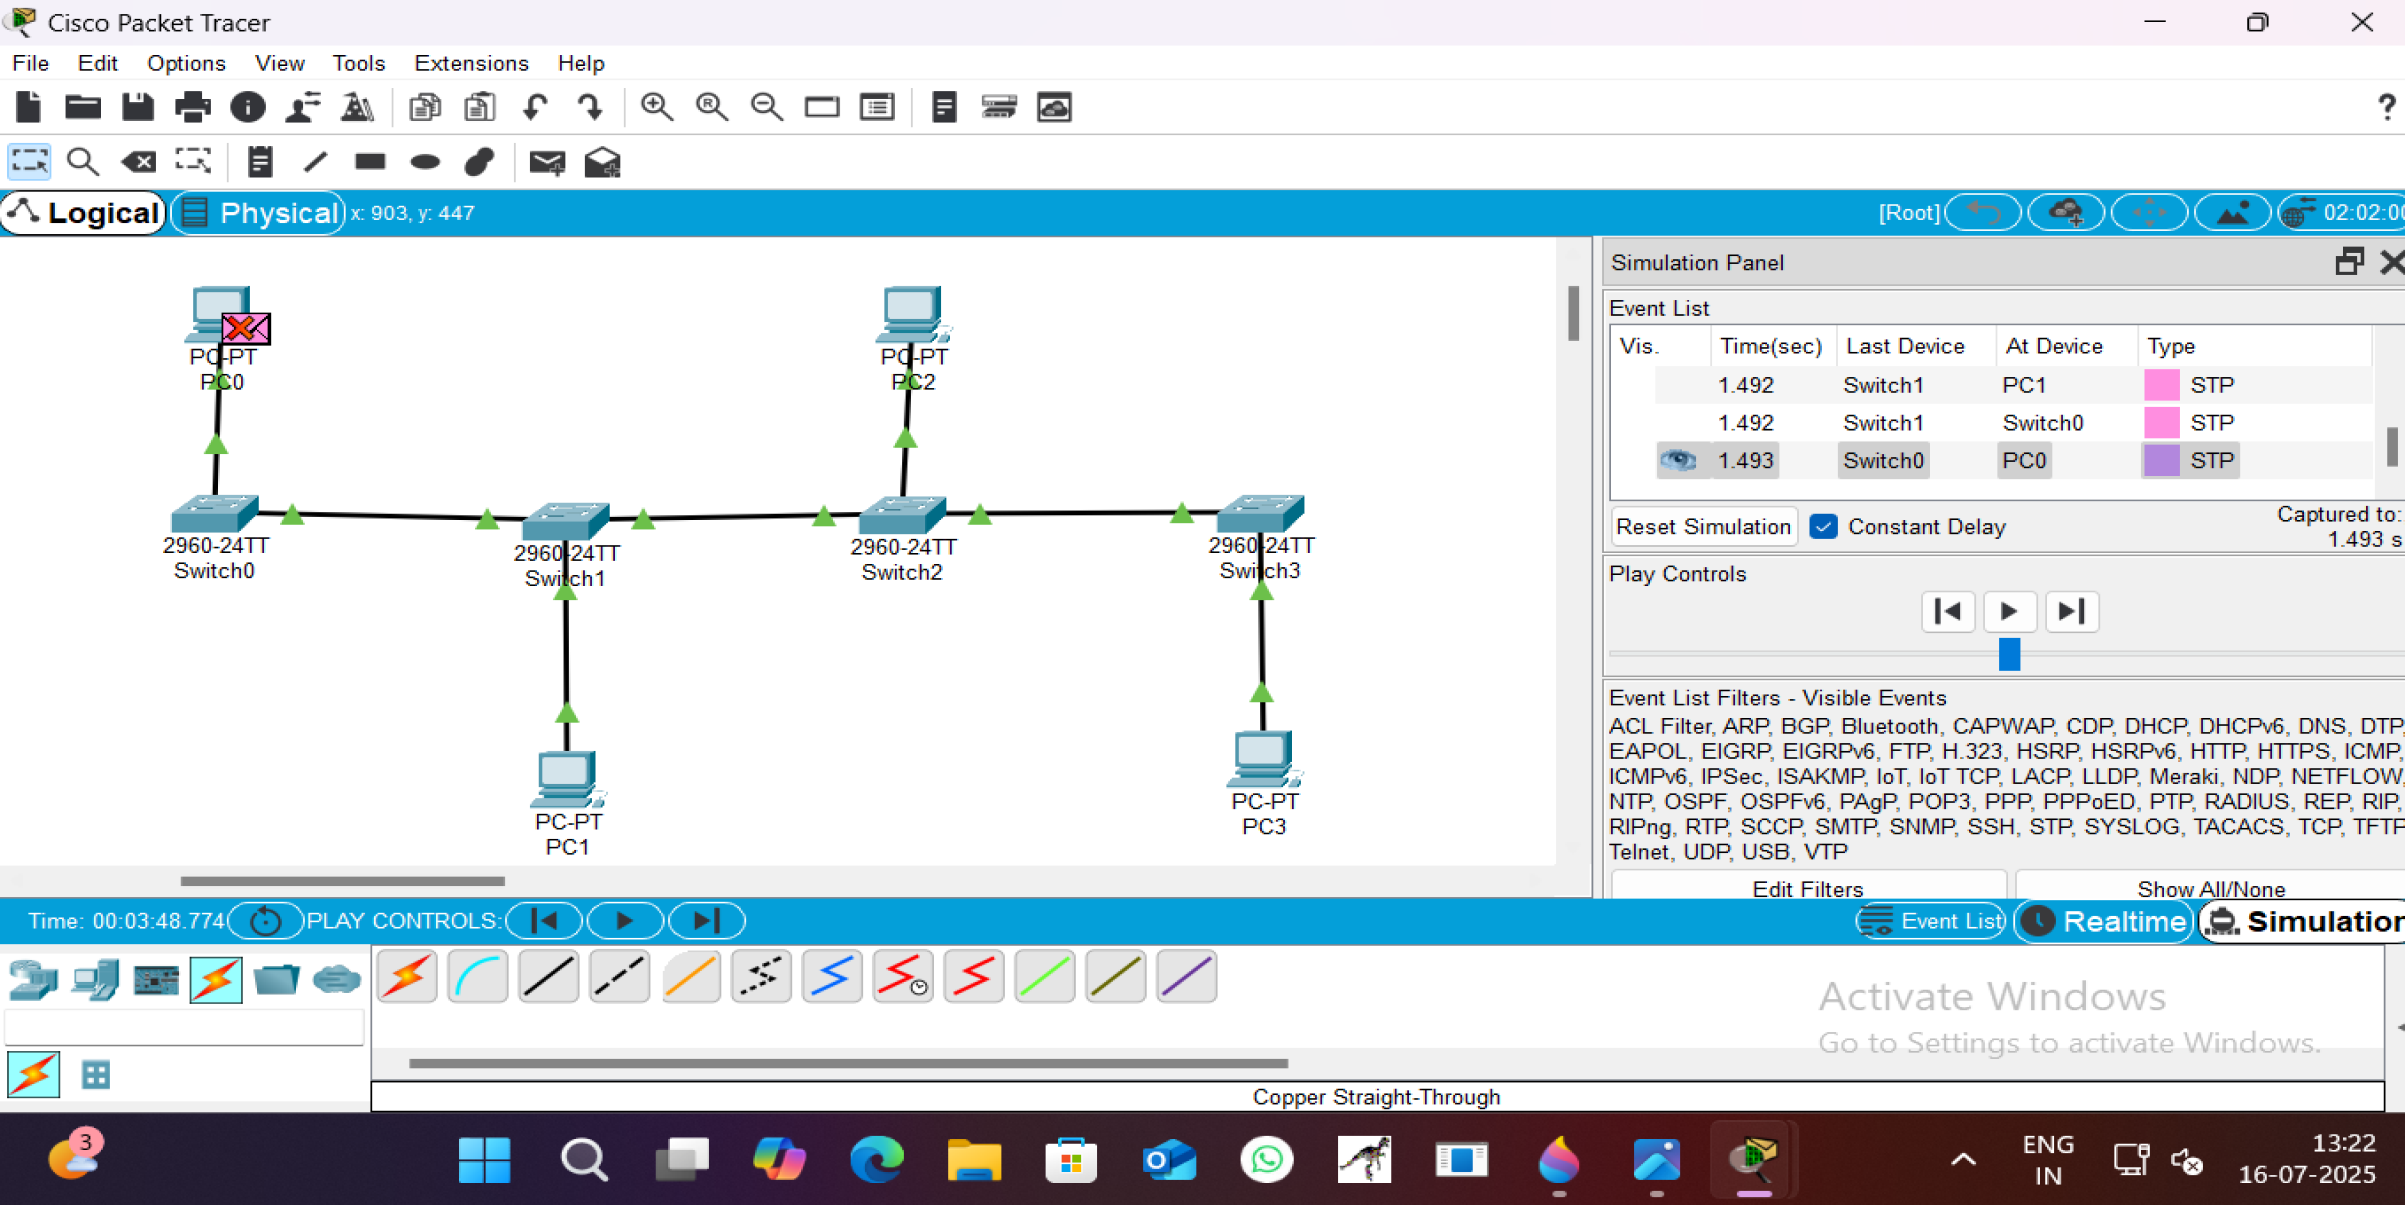 Cisco Packet Tracer
File Edit Options View Tools Extensions Help
Logical Physical x: 903, y: 447 [Root] 02:02:00
PC-PT
PC0
PC-PT
PC2
2960-24TT
Switch0
2960-24TT
Switch1
2960-24TT
Switch2
2960-24TT
Switch3
PC-PT
PC1
PC-PT
PC3
Simulation Panel
Event List
Vis. Time(sec) Last Device At Device Type
1.492 Switch1 PC1 STP
1.492 Switch1 Switch0 STP
1.493 Switch0 PC0 STP
Reset Simulation Constant Delay Captured to:
1.493 s
Play Controls
Event List Filters - Visible Events
ACL Filter, ARP, BGP, Bluetooth, CAPWAP, CDP, DHCP, DHCPv6, DNS, DTP,
EAPOL, EIGRP, EIGRPv6, FTP, H.323, HSRP, HSRPv6, HTTP, HTTPS, ICMP,
ICMPv6, IPSec, ISAKMP, IoT, IoT TCP, LACP, LLDP, Meraki, NDP, NETFLOW,
NTP, OSPF, OSPFv6, PAgP, POP3, PPP, PPPoED, PTP, RADIUS, REP, RIP,
RIPng, RTP, SCCP, SMTP, SNMP, SSH, STP, SYSLOG, TACACS, TCP, TFTP
Telnet, UDP, USB, VTP
Edit Filters Show All/None
Time: 00:03:48.774 PLAY CONTROLS: Event List Realtime Simulation
Activate Windows
Go to Settings to activate Windows.
Copper Straight-Through
3
ENG
IN
13:22
16-07-2025